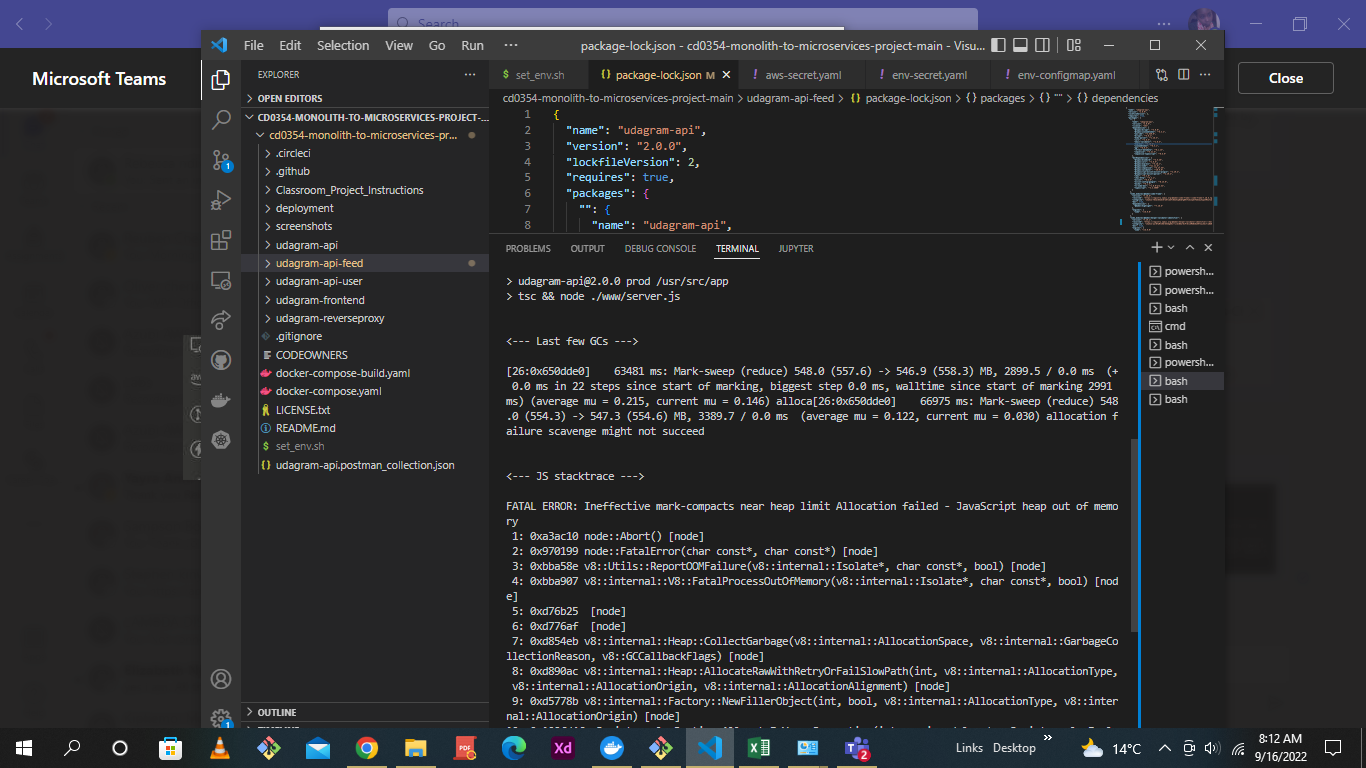 Search
Microsoft Teams
Close
File Edit Selection View Go Run ···
package-lock.json - cd0354-monolith-to-microservices-project-main - Visu...
EXPLORER
OPEN EDITORS
CD0354-MONOLITH-TO-MICROSERVICES-PROJECT-...
cd0354-monolith-to-microservices-pr...
.circleci
.github
Classroom_Project_Instructions
deployment
screenshots
udagram-api
udagram-api-feed
udagram-api-user
udagram-frontend
udagram-reverseproxy
.gitignore
CODEOWNERS
docker-compose-build.yaml
docker-compose.yaml
LICENSE.txt
README.md
$ set_env.sh
{} udagram-api.postman_collection.json
OUTLINE
1
1
$ set_env.sh
{} package-lock.json M
! aws-secret.yaml
! env-secret.yaml
! env-configmap.yaml
cd0354-monolith-to-microservices-project-main > udagram-api-feed > {} package-lock.json > {} packages > {} "" > {} dependencies
1 {
2 "name": "udagram-api",
3 "version": "2.0.0",
4 "lockfileVersion": 2,
5 "requires": true,
6 "packages": {
7 "": {
8 "name": "udagram-api",
PROBLEMS OUTPUT DEBUG CONSOLE TERMINAL JUPYTER
> udagram-api@2.0.0 prod /usr/src/app
> tsc && node ./www/server.js
<--- Last few GCs --->
[26:0x650dde0] 63481 ms: Mark-sweep (reduce) 548.0 (557.6) -> 546.9 (558.3) MB, 2899.5 / 0.0 ms (+
0.0 ms in 22 steps since start of marking, biggest step 0.0 ms, walltime since start of marking 2991
ms) (average mu = 0.215, current mu = 0.146) alloca[26:0x650dde0] 66975 ms: Mark-sweep (reduce) 548
.0 (554.3) -> 547.3 (554.6) MB, 3389.7 / 0.0 ms (average mu = 0.122, current mu = 0.030) allocation f
ailure scavenge might not succeed
<--- JS stacktrace --->
FATAL ERROR: Ineffective mark-compacts near heap limit Allocation failed - JavaScript heap out of memo
ry
1: 0xa3ac10 node::Abort() [node]
2: 0x970199 node::FatalError(char const*, char const*) [node]
3: 0xbba58e v8::Utils::ReportOOMFailure(v8::internal::Isolate*, char const*, bool) [node]
4: 0xbba907 v8::internal::V8::FatalProcessOutOfMemory(v8::internal::Isolate*, char const*, bool) [nod
e]
5: 0xd76b25 [node]
6: 0xd776af [node]
7: 0xd854eb v8::internal::Heap::CollectGarbage(v8::internal::AllocationSpace, v8::internal::GarbageCo
llectionReason, v8::GCCallbackFlags) [node]
8: 0xd890ac v8::internal::Heap::AllocateRawWithRetryOrFailSlowPath(int, v8::internal::AllocationType,
v8::internal::AllocationOrigin, v8::internal::AllocationAlignment) [node]
9: 0xd5778b v8::internal::Factory::NewFillerObject(int, bool, v8::internal::AllocationType, v8::inter
nal::AllocationOrigin) [node]
powersh...
powersh...
bash
cmd
bash
powersh...
bash
bash
PDF
Xd
2
Links Desktop
14°C
8:12 AM
9/16/2022